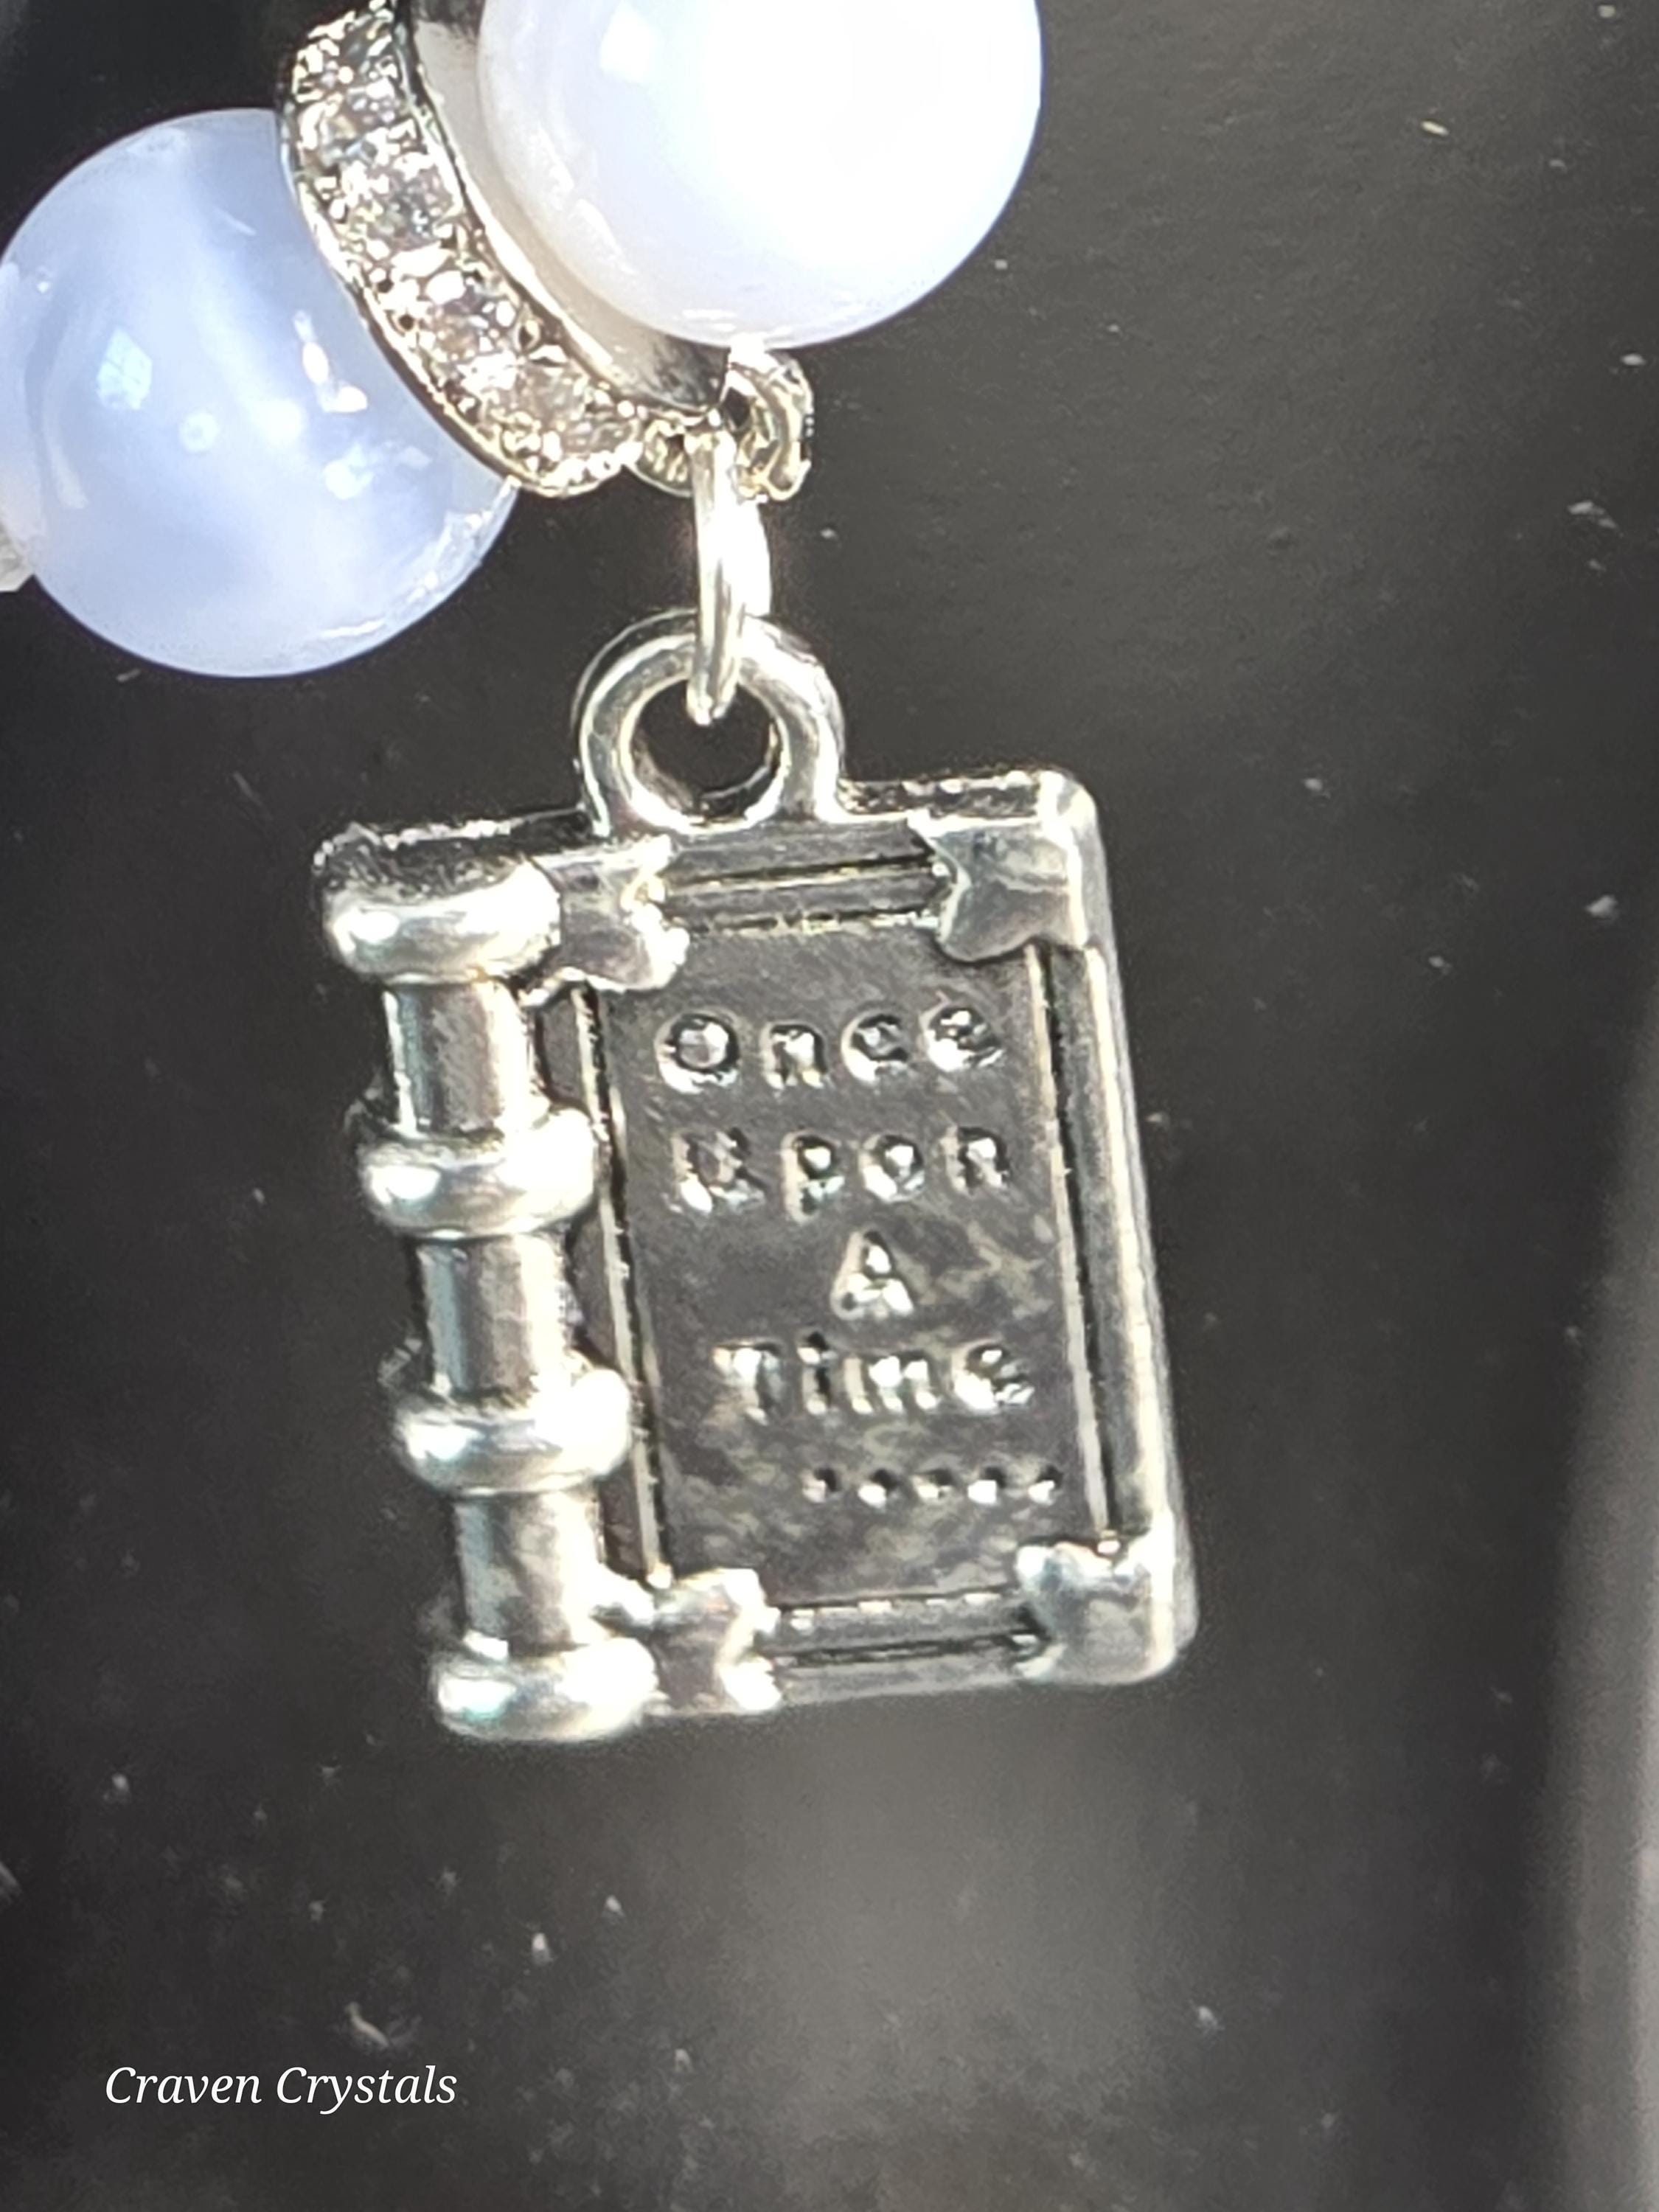 Once
Upon
A
Time
.....
Craven Crystals